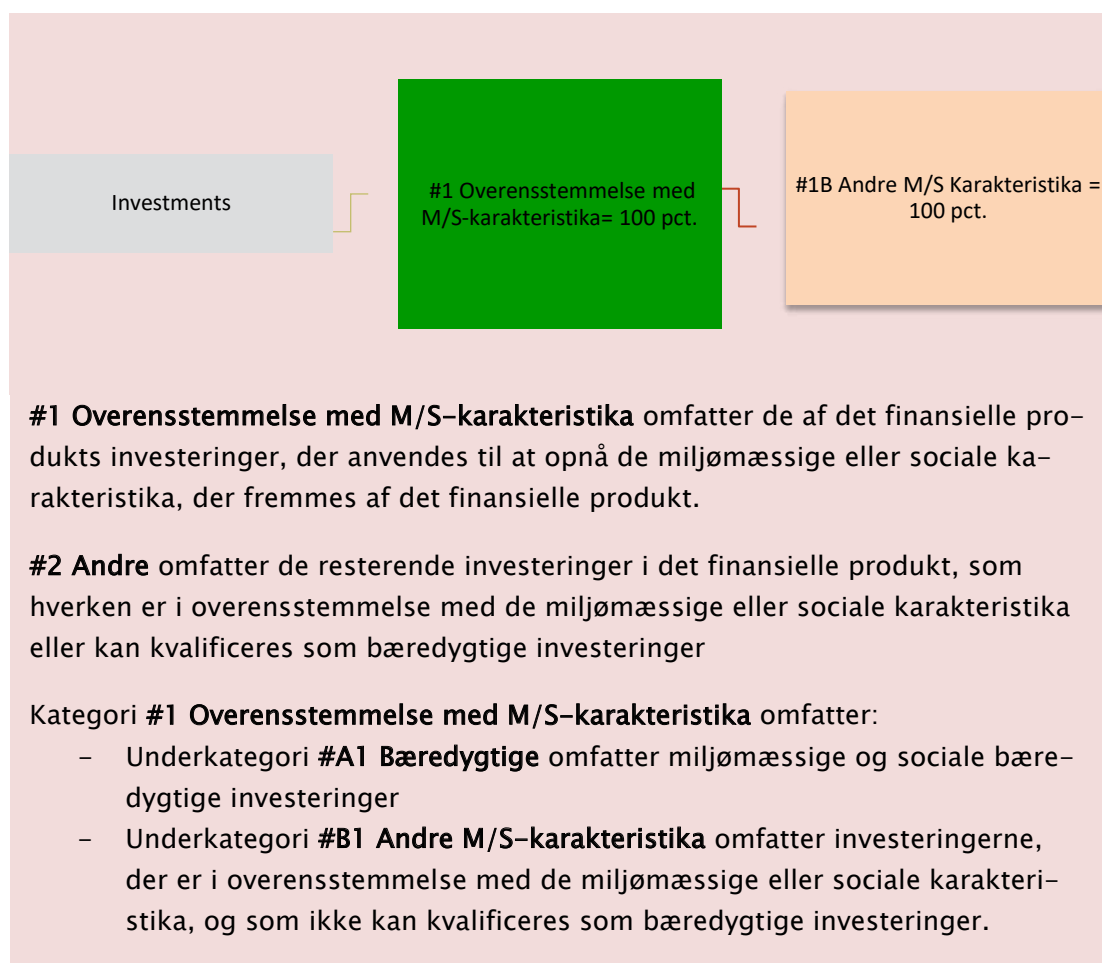 Investments
#1 Overensstemmelse med
M/S-karakteristika= 100 pct.
#1B Andre M/S Karakteristika =
100 pct.
#1 Overensstemmelse med M/S-karakteristika omfatter de af det finansielle pro-
dukts investeringer, der anvendes til at opnå de miljømæssige eller sociale ka-
rakteristika, der fremmes af det finansielle produkt.
#2 Andre omfatter de resterende investeringer i det finansielle produkt, som
hverken er i overensstemmelse med de miljømæssige eller sociale karakteristika
eller kan kvalificeres som bæredygtige investeringer
Kategori #1 Overensstemmelse med M/S-karakteristika omfatter:
- Underkategori #A1 Bæredygtige omfatter miljømæssige og sociale bære-
dygtige investeringer
- Underkategori #B1 Andre M/S-karakteristika omfatter investeringerne,
der er i overensstemmelse med de miljømæssige eller sociale karakteri-
stika, og som ikke kan kvalificeres som bæredygtige investeringer.